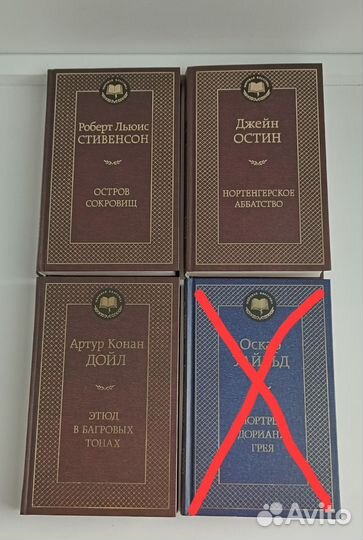 Роберт Льюис
СТИВЕНСОН
ОСТРОВ
СОКРОВИЩ
Джейн
ОСТИН
НОРТЕНГЕРСКОЕ
АББАТСТВО
Артур Конан
ДОЙЛ
ЭТЮД
В БАГРОВЫХ
ТОНАХ
Оскар
УАЙЛЬД
ПОРТРЕТ
ДОРИАНА
ГРЕЯ
Avito